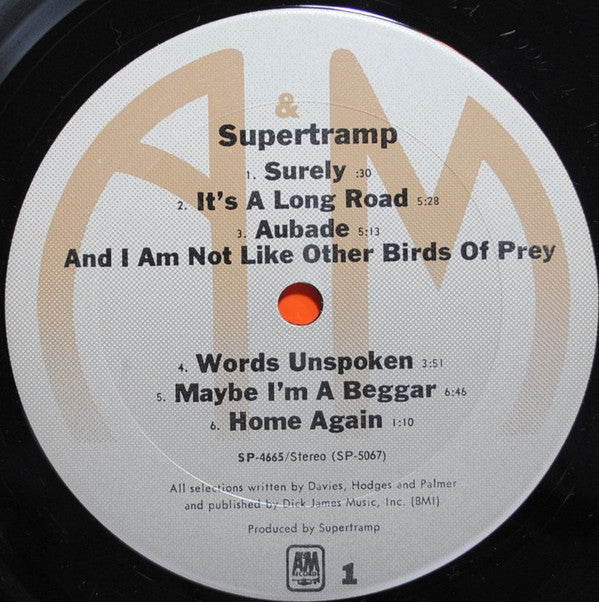 A & M
Supertramp
1. Surely :30
2. It's A Long Road 5:28
3. Aubade 5:13
And I Am Not Like Other Birds Of Prey
4. Words Unspoken 3:51
5. Maybe I'm A Beggar 6:46
6. Home Again 1:10
SP-4665/Stereo (SP-5067)
All selections written by Davies, Hodges and Palmer
and published by Dick James Music, Inc. (BMI)
Produced by Supertramp
A&M
RECORDS
1